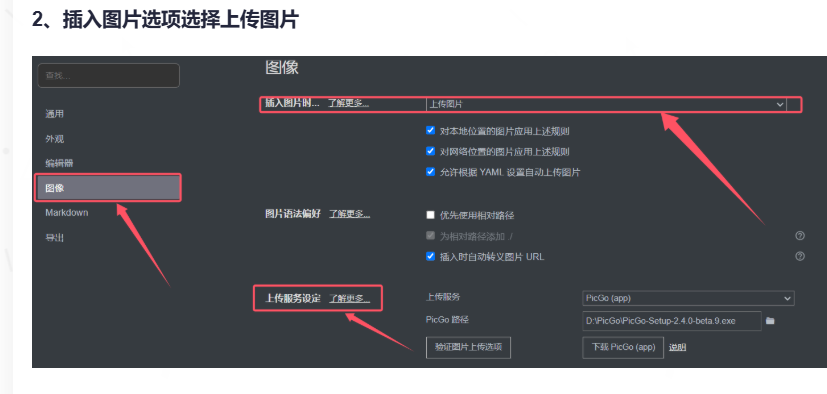 2、插入图片选项选择上传图片
图像
查找...
通用
外观
编辑器
图像
Markdown
导出
插入图片时... 了解更多...
上传图片
对本地位置的图片应用上述规则
对网络位置的图片应用上述规则
允许根据 YAML 设置自动上传图片
图片语法偏好 了解更多...
优先使用相对路径
为相对路径添加 ./
插入时自动转义图片 URL
上传服务设定 了解更多...
上传服务
PicGo (app)
PicGo 路径
D:\PicGo\PicGo-Setup-2.4.0-beta.9.exe
验证图片上传选项
下载 PicGo (app)
说明